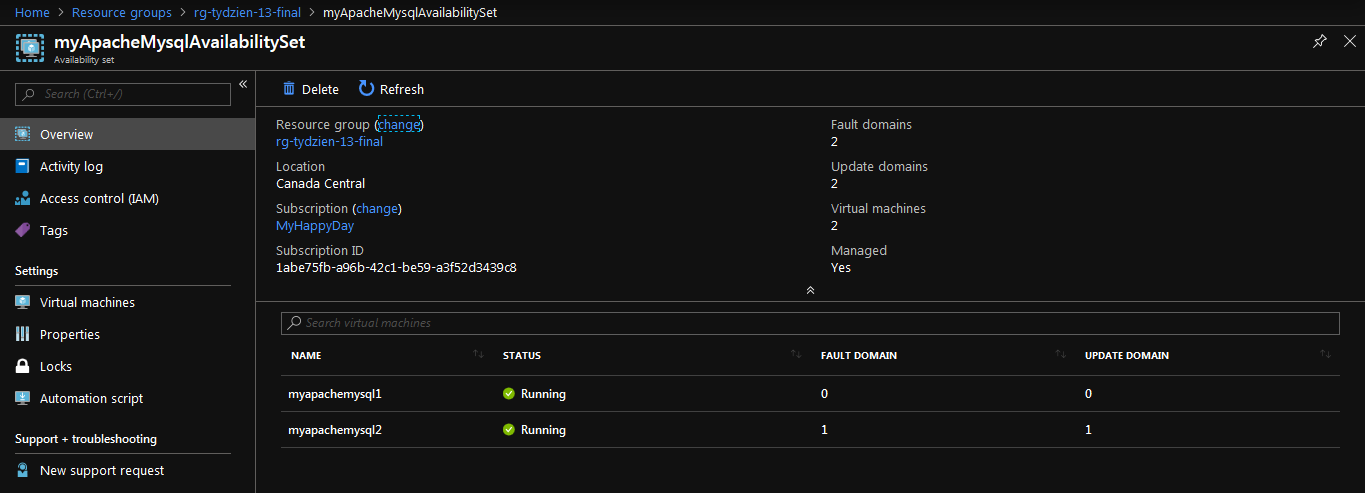 Home > Resource groups > rg-tydzien-13-final > myApacheMysqlAvailabilitySet
myApacheMysqlAvailabilitySet
Availability set
Search (Ctrl+/)
«
Overview
Activity log
Access control (IAM)
Tags
Settings
Virtual machines
Properties
Locks
Automation script
Support + troubleshooting
New support request
Delete Refresh
Resource group (change)
rg-tydzien-13-final
Location
Canada Central
Subscription (change)
MyHappyDay
Subscription ID
1abe75fb-a96b-42c1-be59-a3f52d3439c8
Fault domains
2
Update domains
2
Virtual machines
2
Managed
Yes
Search virtual machines
NAME STATUS FAULT DOMAIN UPDATE DOMAIN
myapachemysql1 Running 0 0
myapachemysql2 Running 1 1